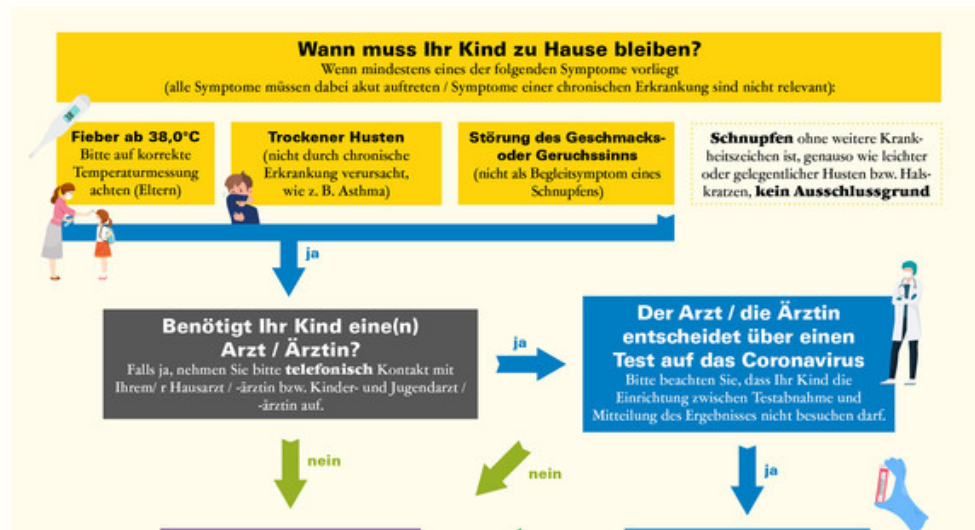 Wann muss Ihr Kind zu Hause bleiben?
Wenn mindestens eines der folgenden Symptome vorliegt
(alle Symptome müssen dabei akut auftreten / Symptome einer chronischen Erkrankung sind nicht relevant):
Fieber ab 38,0°C
Bitte auf korrekte
Temperaturmessung
achten (Eltern)
Trockener Husten
(nicht durch chronische
Erkrankung verursacht,
wie z. B. Asthma)
Störung des Geschmacks-
oder Geruchssinns
(nicht als Begleitsymptom eines
Schnupfens)
Schnupfen ohne weitere Krank-
heitszeichen ist, genauso wie leichter
oder gelegentlicher Husten bzw. Hals-
kratzen, kein Ausschlussgrund
ja
Benötigt Ihr Kind eine(n)
Arzt / Ärztin?
Falls ja, nehmen Sie bitte telefonisch Kontakt mit
Ihrem/ r Hausarzt / -ärztin bzw. Kinder- und Jugendarzt /
-ärztin auf.
ja
Der Arzt / die Ärztin
entscheidet über einen
Test auf das Coronavirus
Bitte beachten Sie, dass Ihr Kind die
Einrichtung zwischen Testabnahme und
Mitteilung des Ergebnisses nicht besuchen darf.
nein
nein
ja